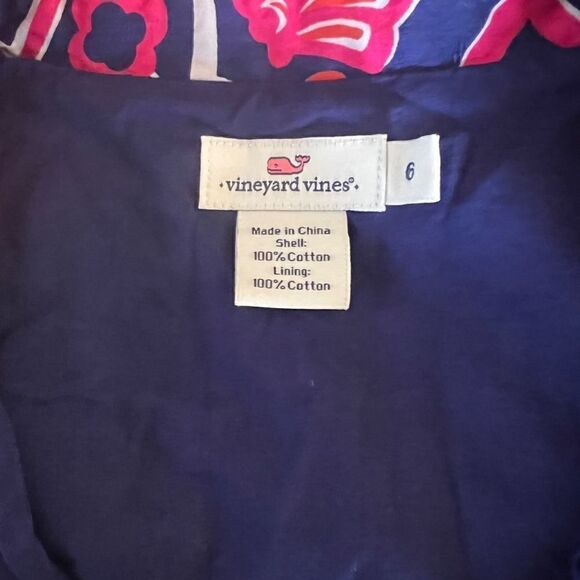 ·vineyard vines®·
6
Made in China
Shell:
100% Cotton
Lining:
100% Cotton